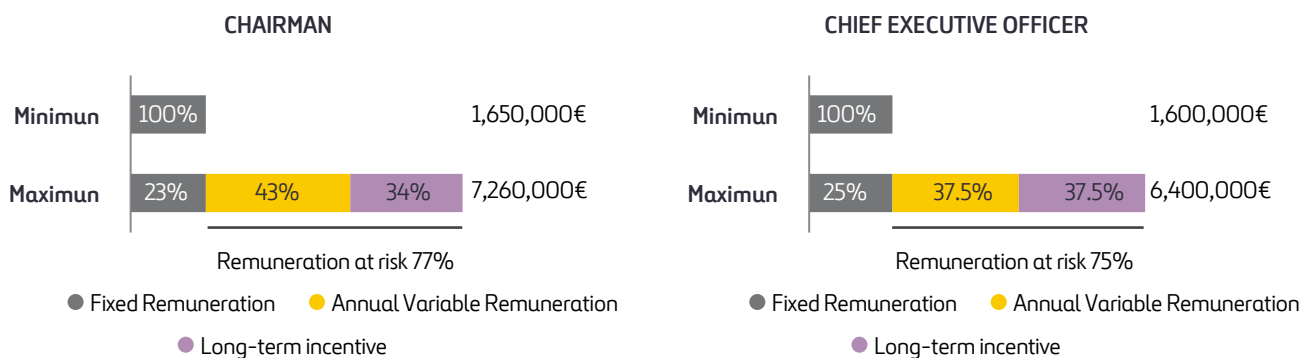 CHAIRMAN
Minimun 100% 1,650,000€
Maximun 23% 43% 34% 7,260,000€
Remuneration at risk 77%
Fixed Remuneration Annual Variable Remuneration
Long-term incentive
CHIEF EXECUTIVE OFFICER
Minimun 100% 1,600,000€
Maximun 25% 37.5% 37.5% 6,400,000€
Remuneration at risk 75%
Fixed Remuneration Annual Variable Remuneration
Long-term incentive